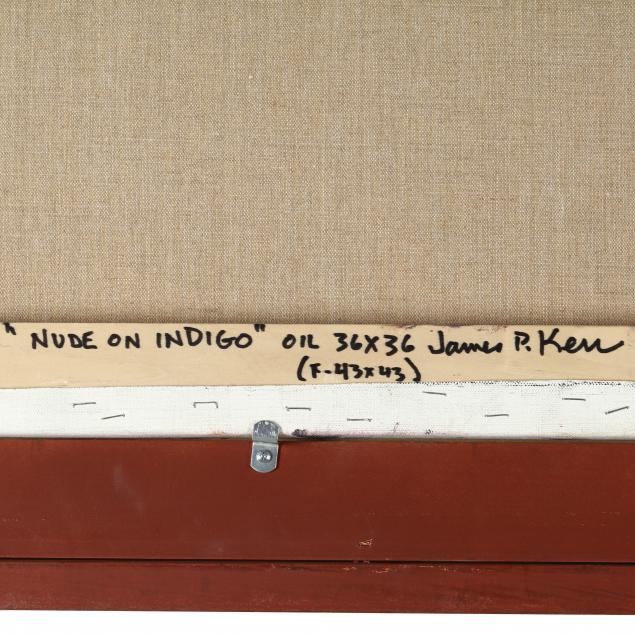 "NUDE ON INDIGO" OIL 36X36 James P. Kerr
(F-43x43)